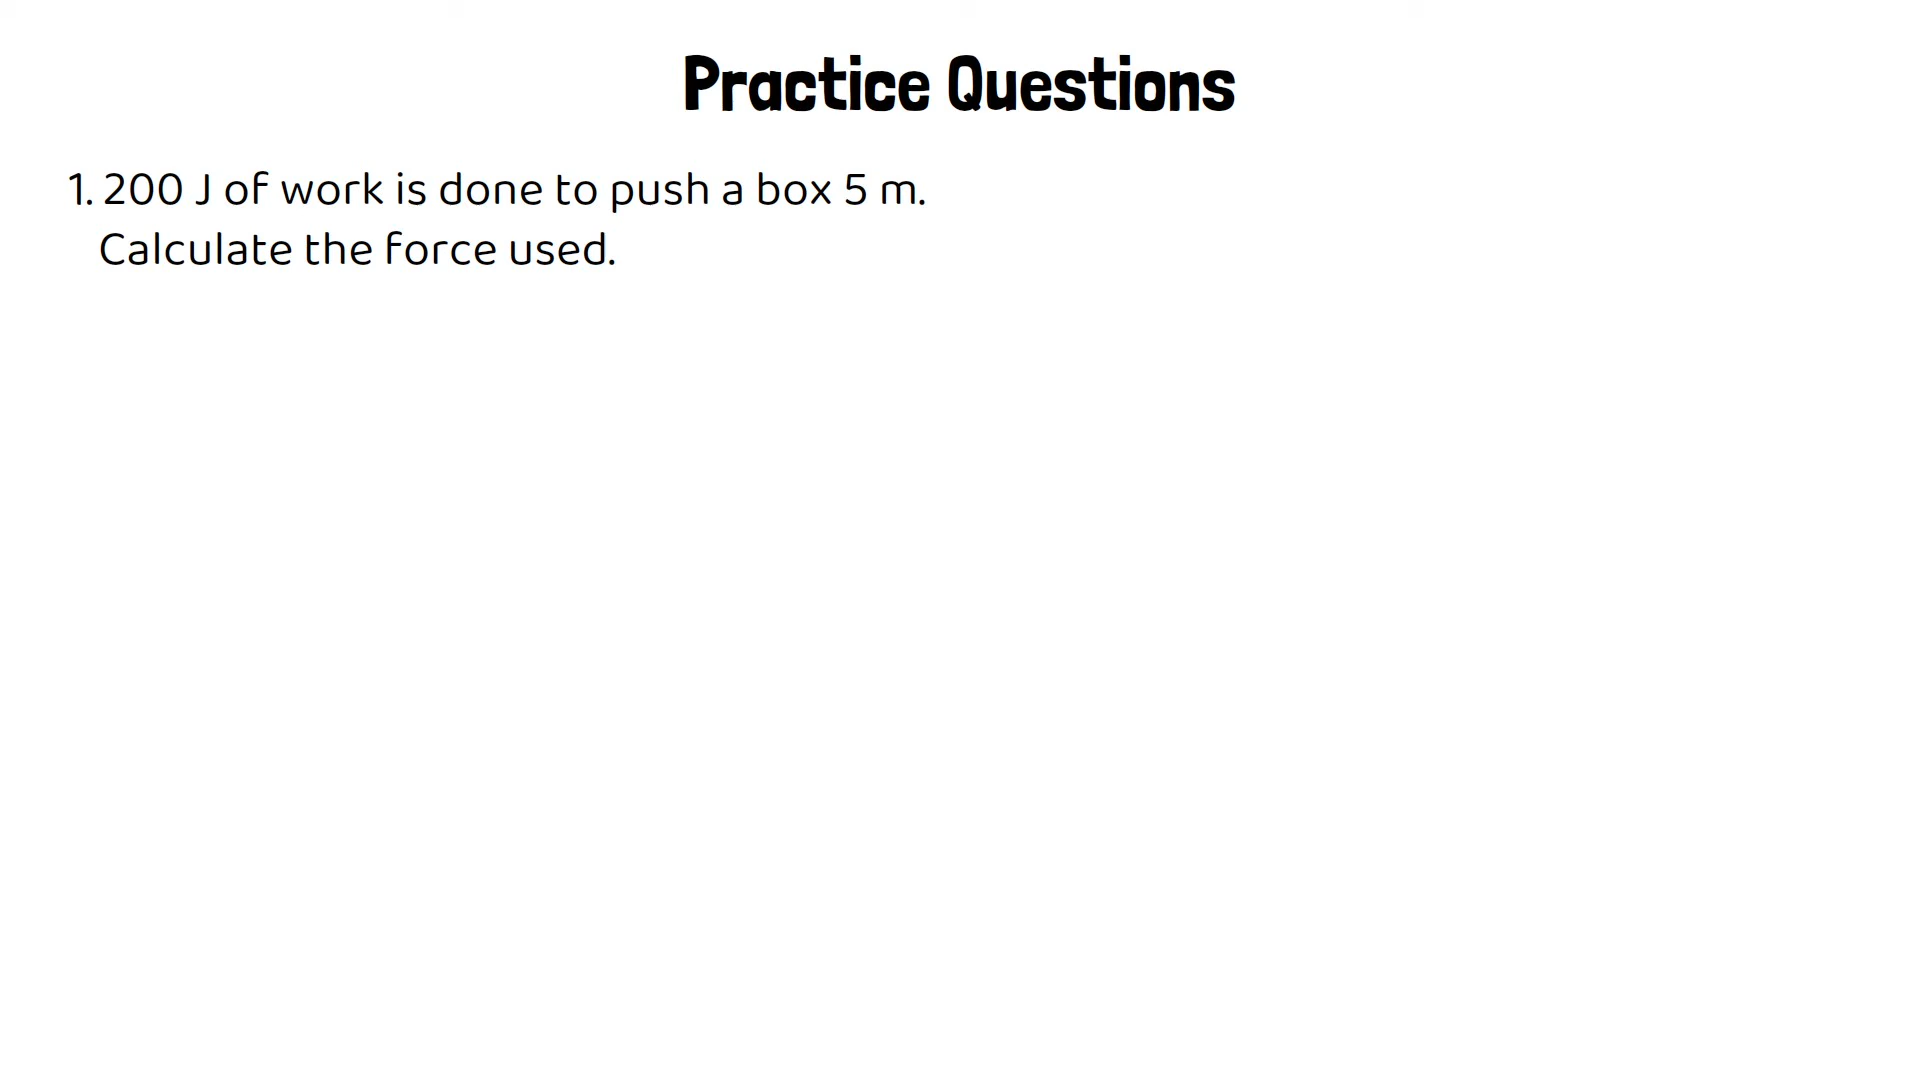 Practice Questions
1. 200 J of work is done to push a box 5 m.
Calculate the force used.